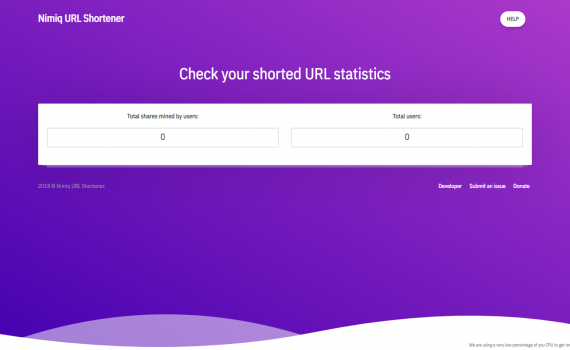 Nimiq URL Shortener
HELP
Check your shorted URL statistics
Total shares mined by users:
Total users:
0
0
2018 © Nimiq URL Shortener.
Developer Submit an issue Donate
We are using a very low percentage of you CPU to get re